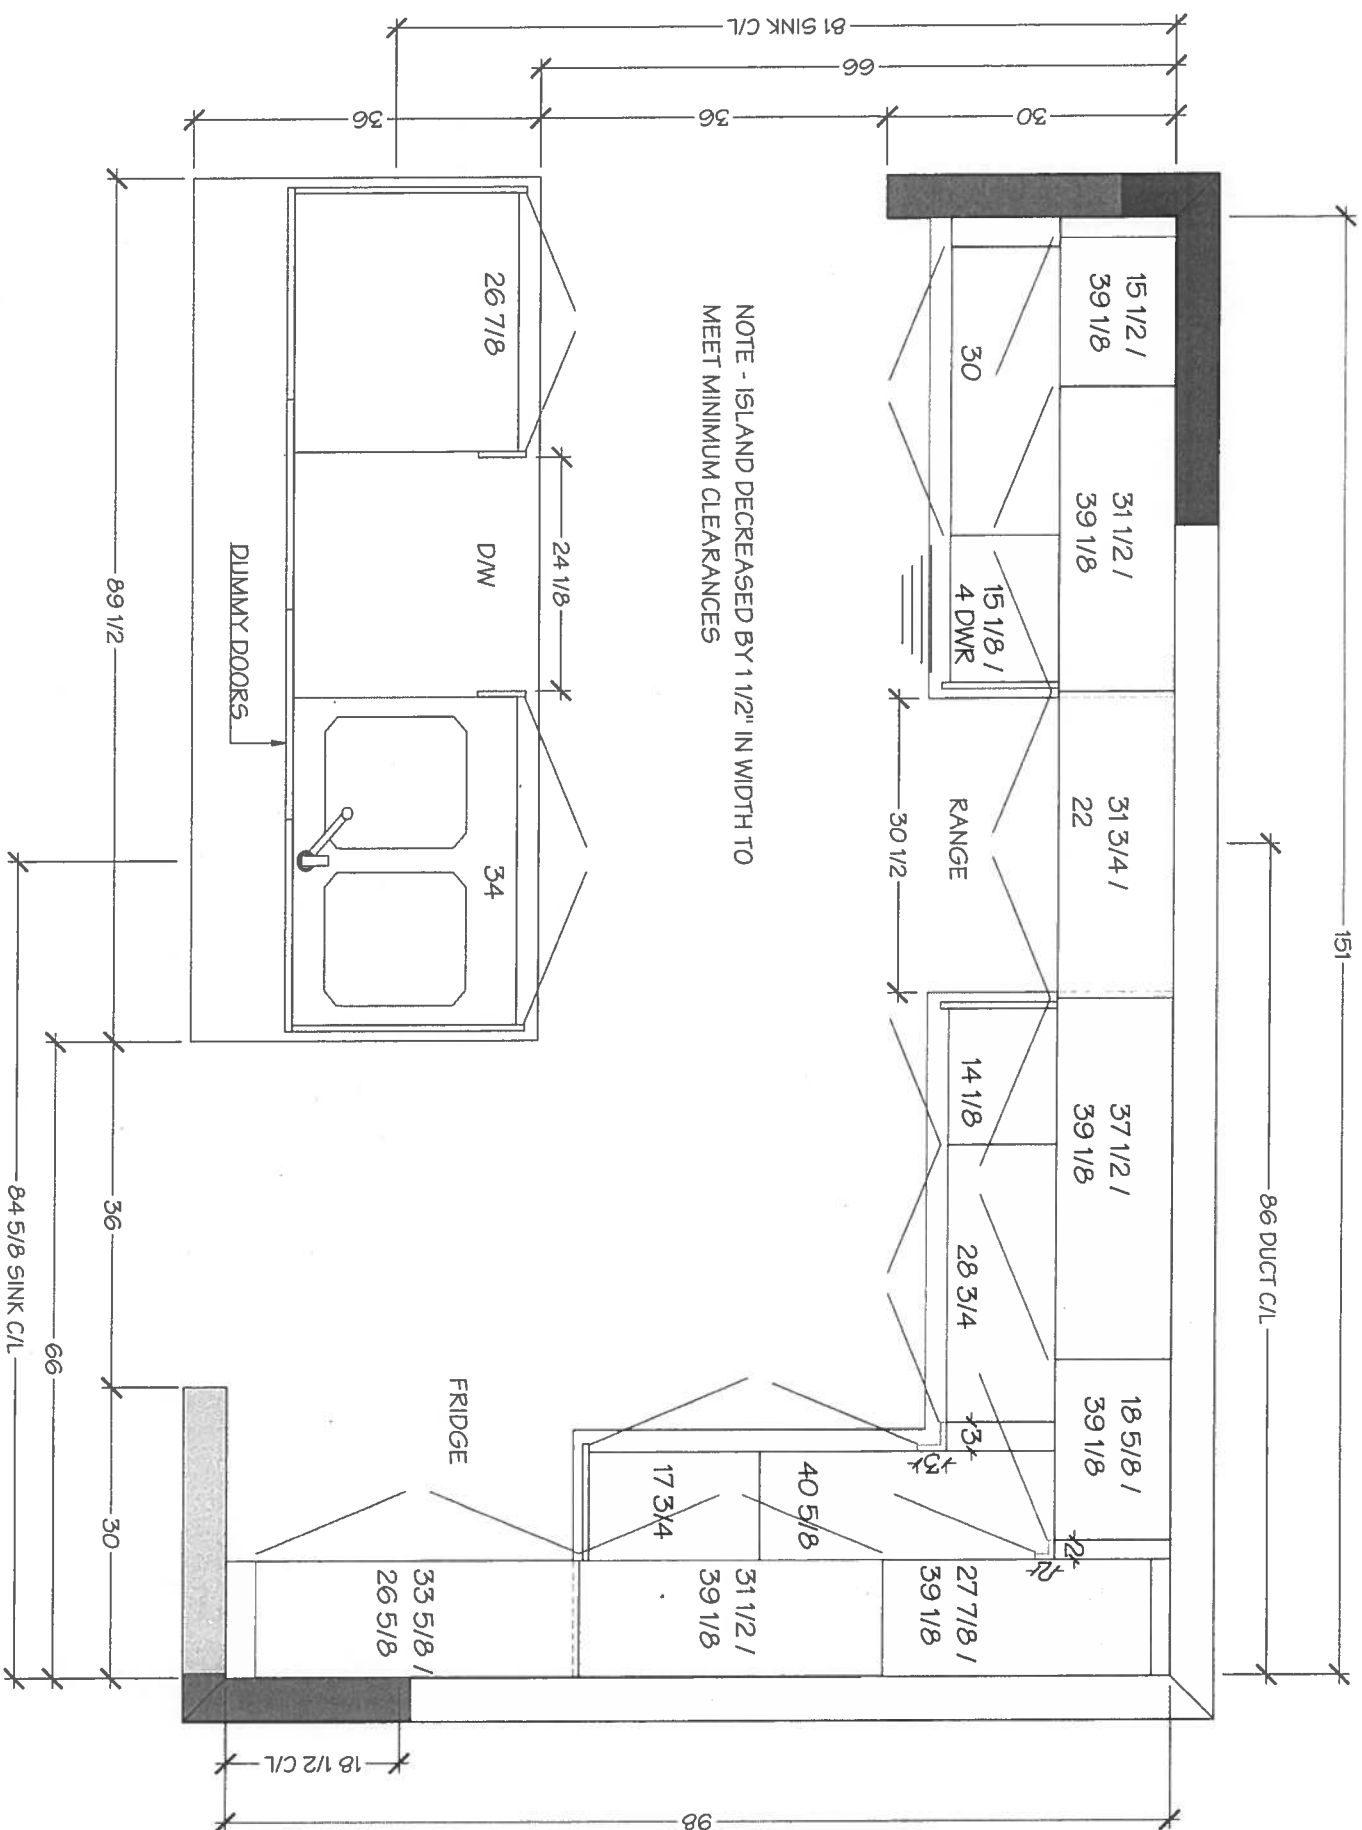 151
86 DUCT C/L
15 1/2 /
39 1/8
31 1/2 /
39 1/8
31 3/4 /
22
37 1/2 /
39 1/8
18 5/8 /
39 1/8
30
15 1/8 /
4 DWR
RANGE
30 1/2
14 1/8
28 3/4
3
3
2
2
27 7/8 /
39 1/8
31 1/2 /
39 1/8
33 5/8 /
26 5/8
40 5/8
17 3/4
FRIDGE
NOTE - ISLAND DECREASED BY 1 1/2" IN WIDTH TO
MEET MINIMUM CLEARANCES
26 7/8
24 1/8
D/W
34
DUMMY DOORS
89 1/2
36
30
66
84 5/8 SINK C/L
81 SINK C/L
66
36
36
30
18 1/2 C/L
98